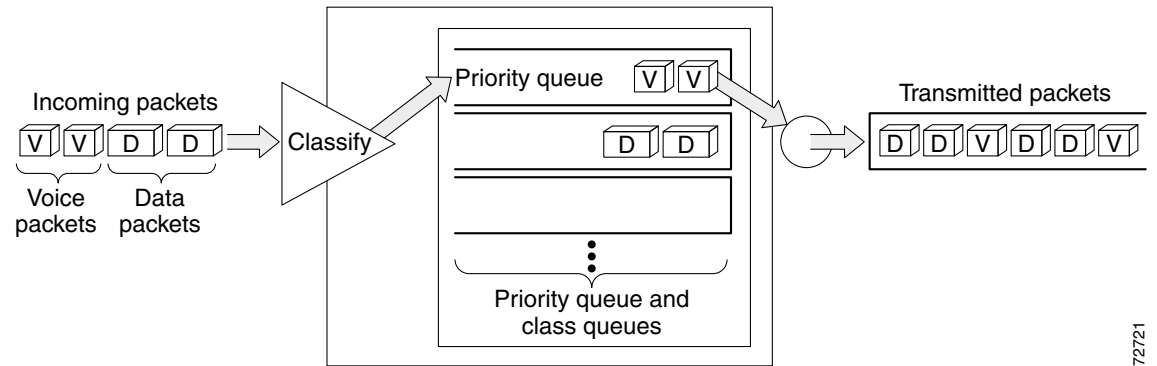 Incoming packets
V V D D
Voice
packets
Data
packets
Classify
Priority queue
V V
D D
Priority queue and
class queues
Transmitted packets
D D V D D V
72721